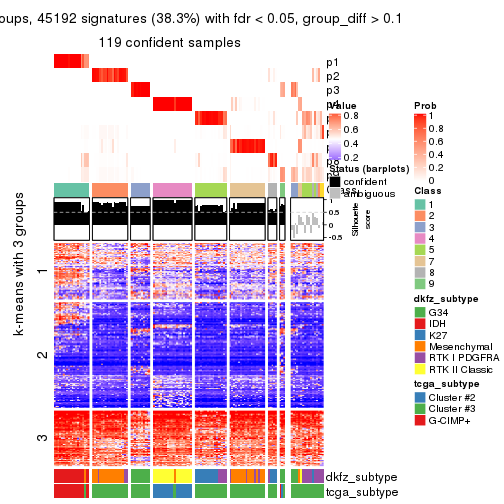 oups, 45192 signatures (38.3%) with fdr < 0.05, group_diff > 0.1
119 confident samples
p1
p2
p3
Value
0.8
0.6
0.4
0.2
Status (barplots)
confident
ambiguous
1
0.5
0
-0.5
Silhouette
score
k-means with 3 groups
1
2
3
dkfz_subtype
tcga_subtype
Prob
1
0.8
0.6
0.4
0.2
0
Class
1
2
3
4
5
7
8
9
dkfz_subtype
G34
IDH
K27
Mesenchymal
RTK I PDGFRA
RTK II Classic
tcga_subtype
Cluster #2
Cluster #3
G-CIMP+